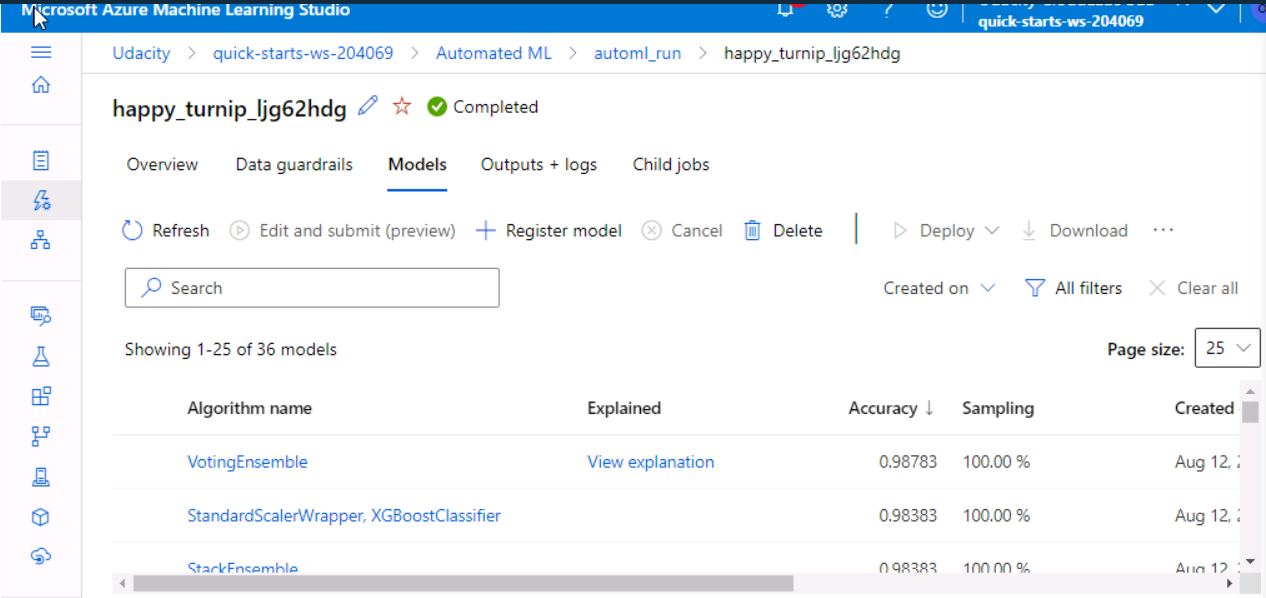 Microsoft Azure Machine Learning Studio
quick-starts-ws-204069
Udacity > quick-starts-ws-204069 > Automated ML > automl_run > happy_turnip_ljg62hdg
happy_turnip_ljg62hdg Completed
Overview Data guardrails Models Outputs + logs Child jobs
Refresh Edit and submit (preview) Register model Cancel Delete Deploy Download ...
Search Created on All filters Clear all
Showing 1-25 of 36 models Page size: 25
Algorithm name Explained Accuracy ↓ Sampling Created
VotingEnsemble View explanation 0.98783 100.00 % Aug 12,
StandardScalerWrapper, XGBoostClassifier 0.98383 100.00 % Aug 12,
StackEnsemble 0.98383 100.00 % Aug 12,